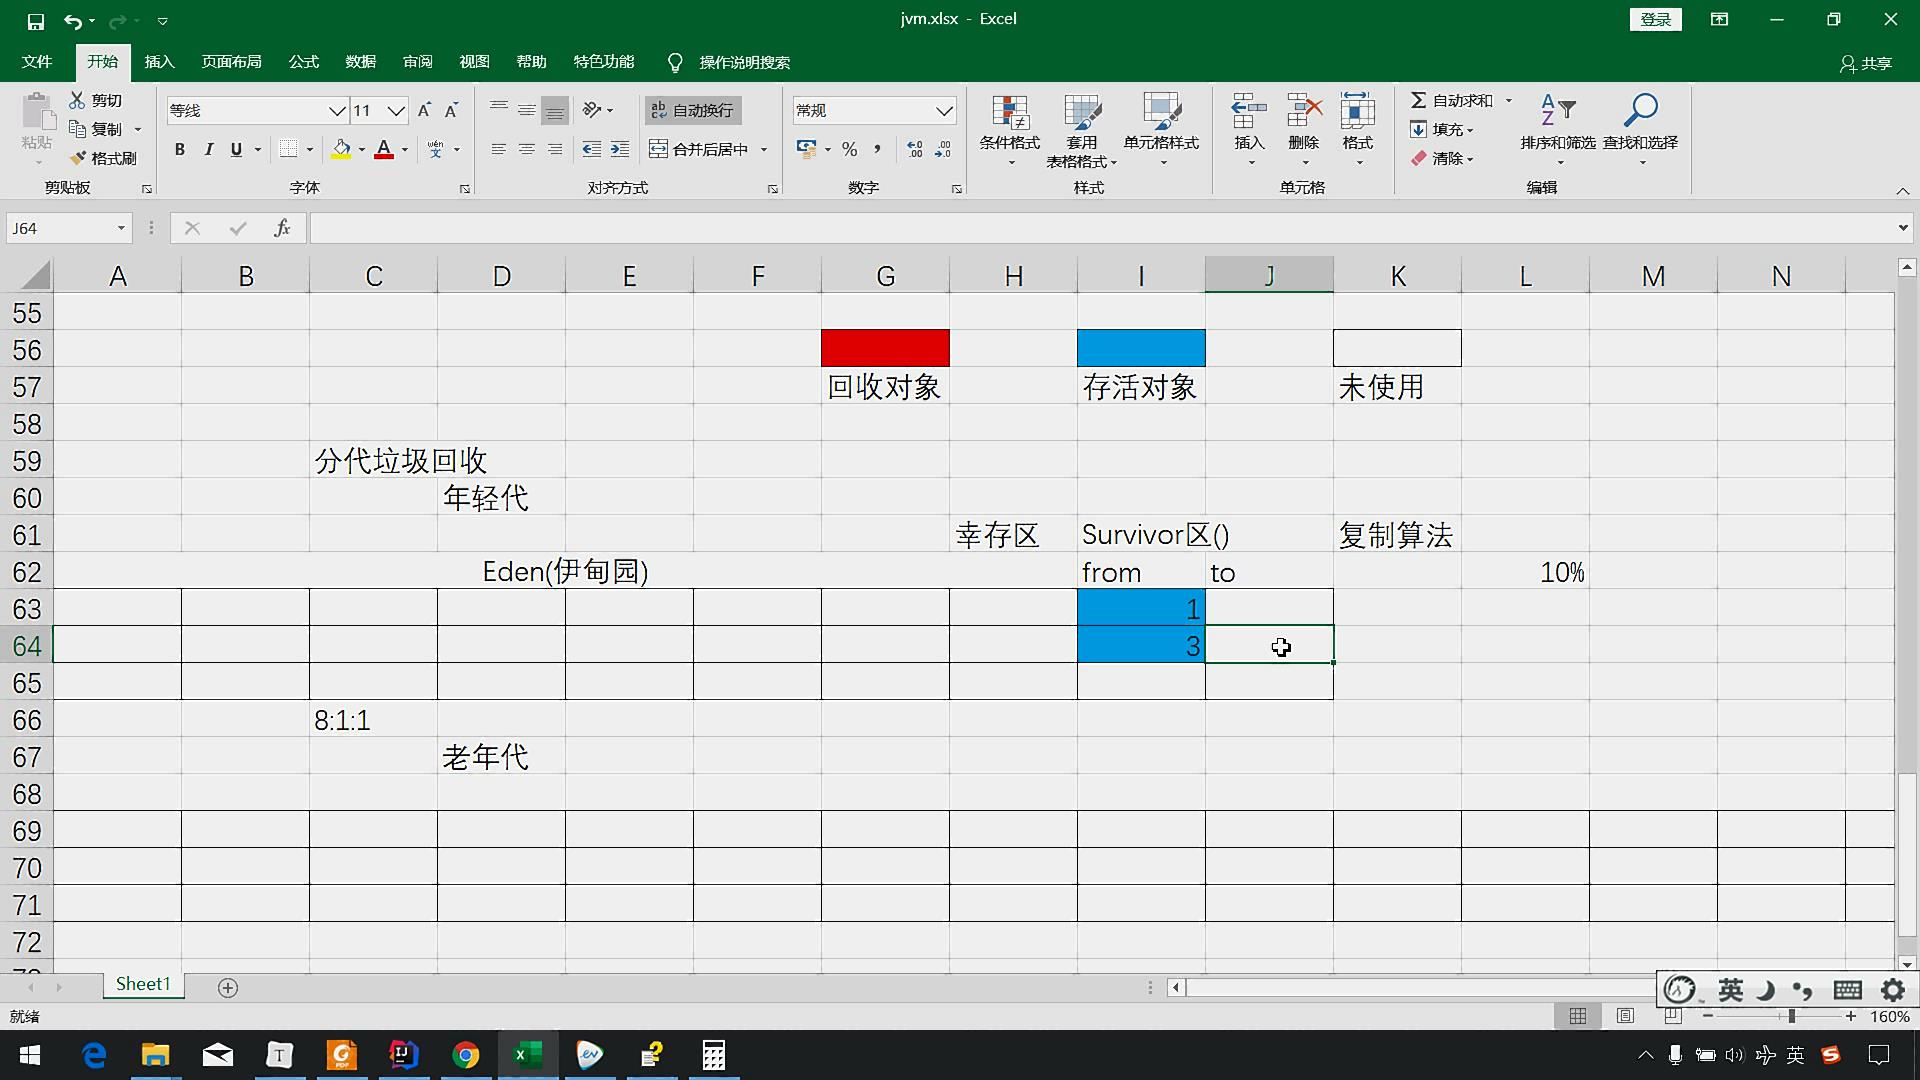 jvm.xlsx - Excel
登录
文件 开始 插入 页面布局 公式 数据 审阅 视图 帮助 特色功能 操作说明搜索 共享
粘贴 剪切 复制 格式刷 剪贴板
等线 11 B I U A wén 文 字体
ab 自动换行 合并后居中 对齐方式
常规 % 数字
条件格式 套用 表格格式 单元格样式 样式
插入 删除 格式 单元格
自动求和 填充 清除 排序和筛选 查找和选择 编辑
J64 fx
A B C D E F G H I J K L M N
55
56
57 回收对象 存活对象 未使用
58
59 分代垃圾回收
60 年轻代
61 幸存区 Survivor区() 复制算法
62 Eden(伊甸园) from to 10%
63 1
64 3
65
66 8:1:1
67 老年代
68
69
70
71
72
Sheet1
英
就绪 160%
英